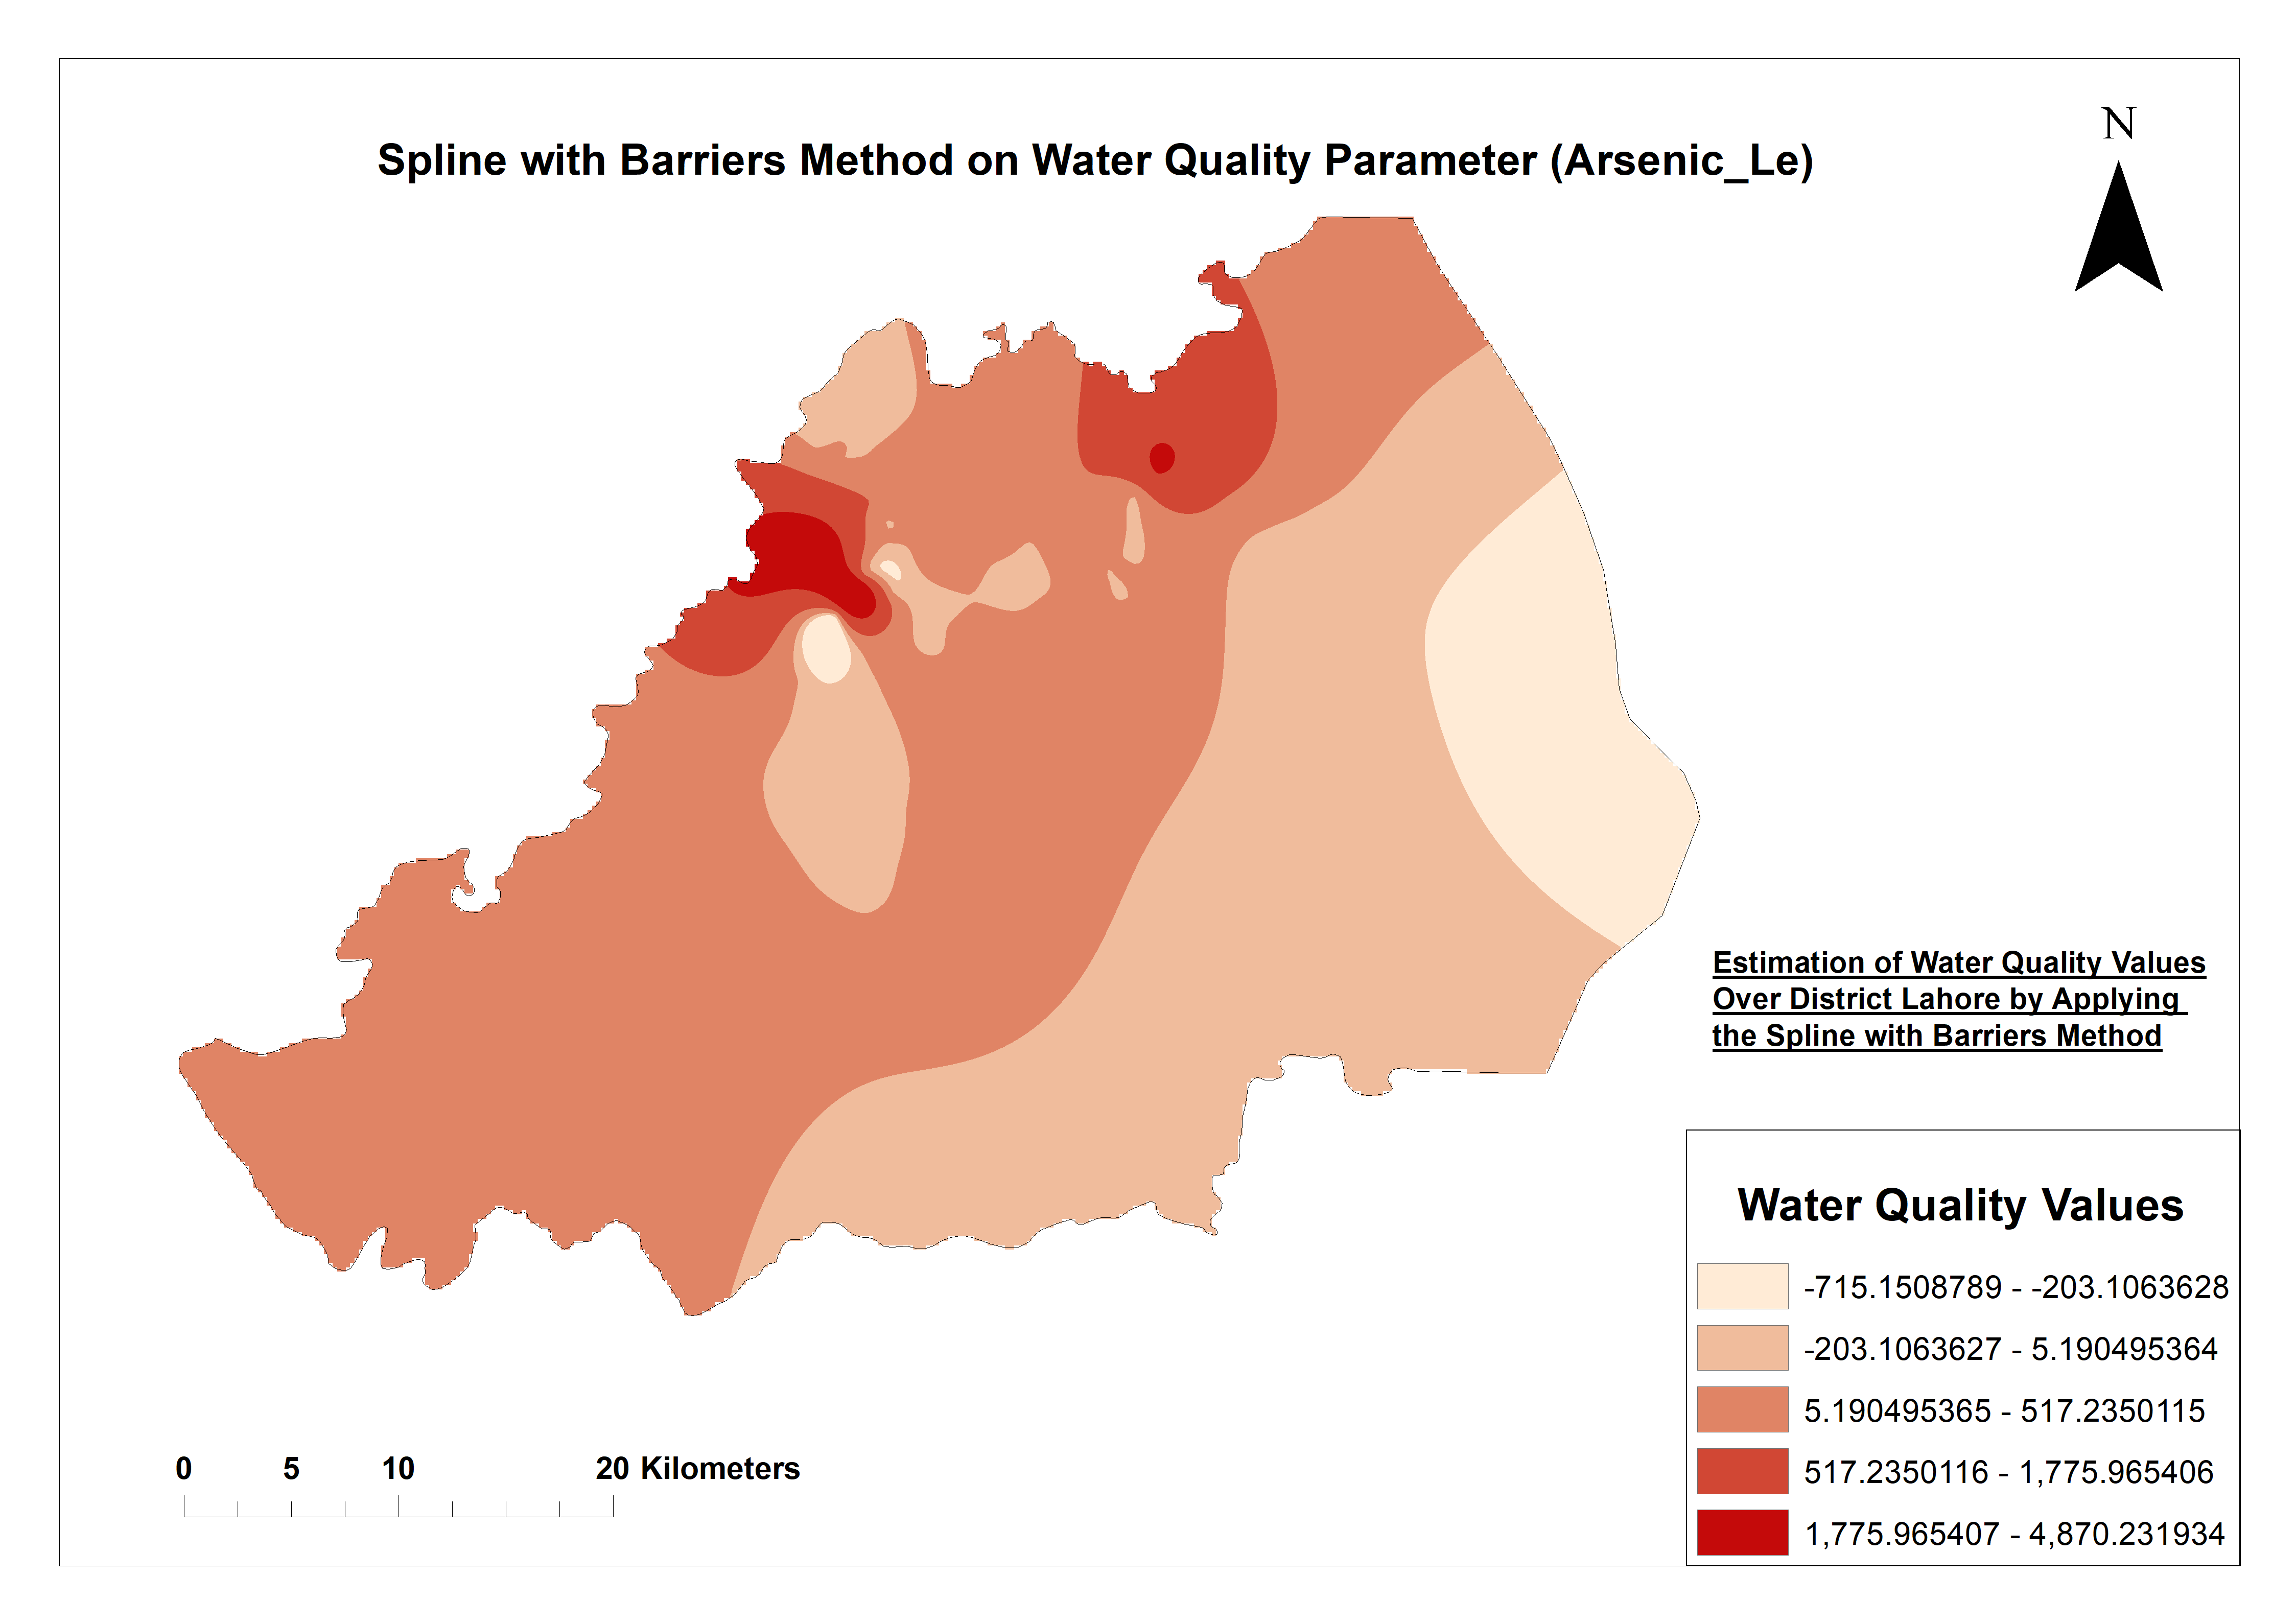 N
Spline with Barriers Method on Water Quality Parameter (Arsenic_Le)
Estimation of Water Quality Values
Over District Lahore by Applying
the Spline with Barriers Method
Water Quality Values
-715.1508789 - -203.1063628
-203.1063627 - 5.190495364
5.190495365 - 517.2350115
517.2350116 - 1,775.965406
1,775.965407 - 4,870.231934
0 5 10 20 Kilometers